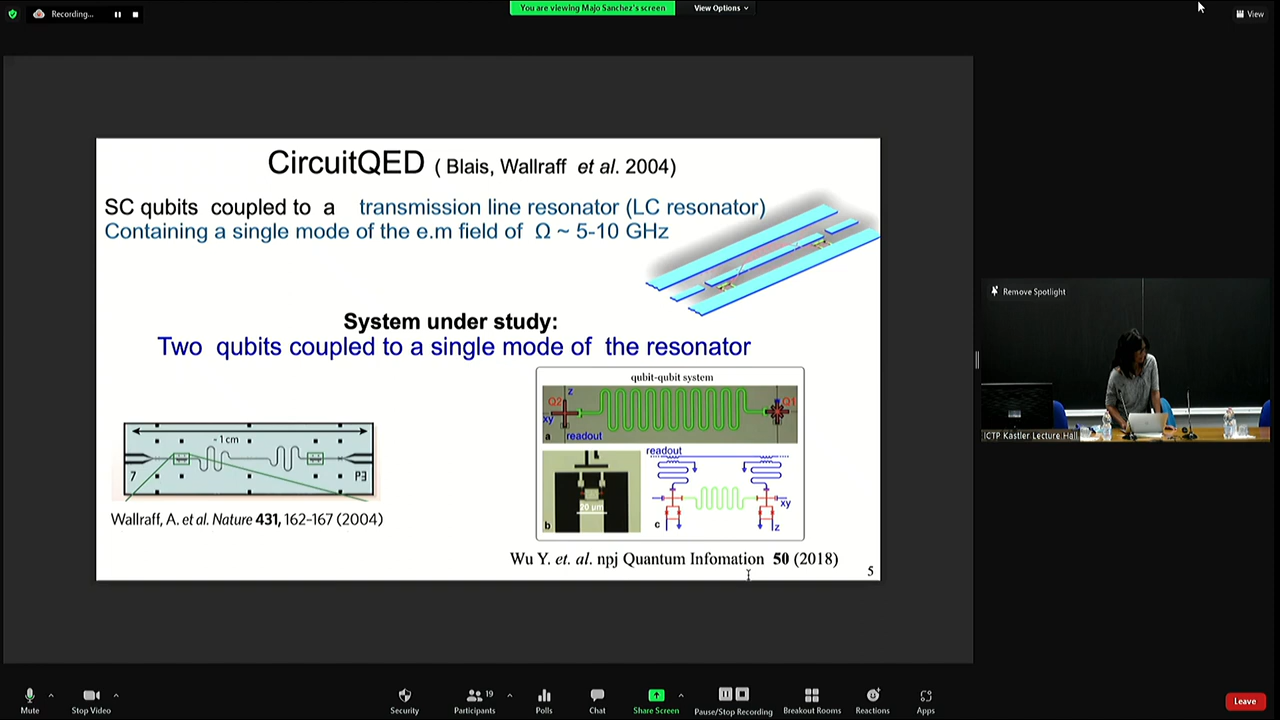 Recording...
You are viewing Majo Sanchez's screen
View Options
View
CircuitQED ( Blais, Wallraff et al. 2004)
SC qubits coupled to a transmission line resonator (LC resonator)
Containing a single mode of the e.m field of Ω ~ 5-10 GHz
System under study:
Two qubits coupled to a single mode of the resonator
~1cm
7
P3
Wallraff, A. et al. Nature 431, 162–167 (2004)
qubit-qubit system
z
Q2
Q1
xy
readout
a
readout
20 μm
b
c
xy
z
Wu Y. et. al. npj Quantum Infomation 50 (2018)
5
Remove Spotlight
ICTP Kastler Lecture Hall
Mute
Stop Video
Security
Participants
19
Polls
Chat
Share Screen
Pause/Stop Recording
Breakout Rooms
Reactions
Apps
Leave